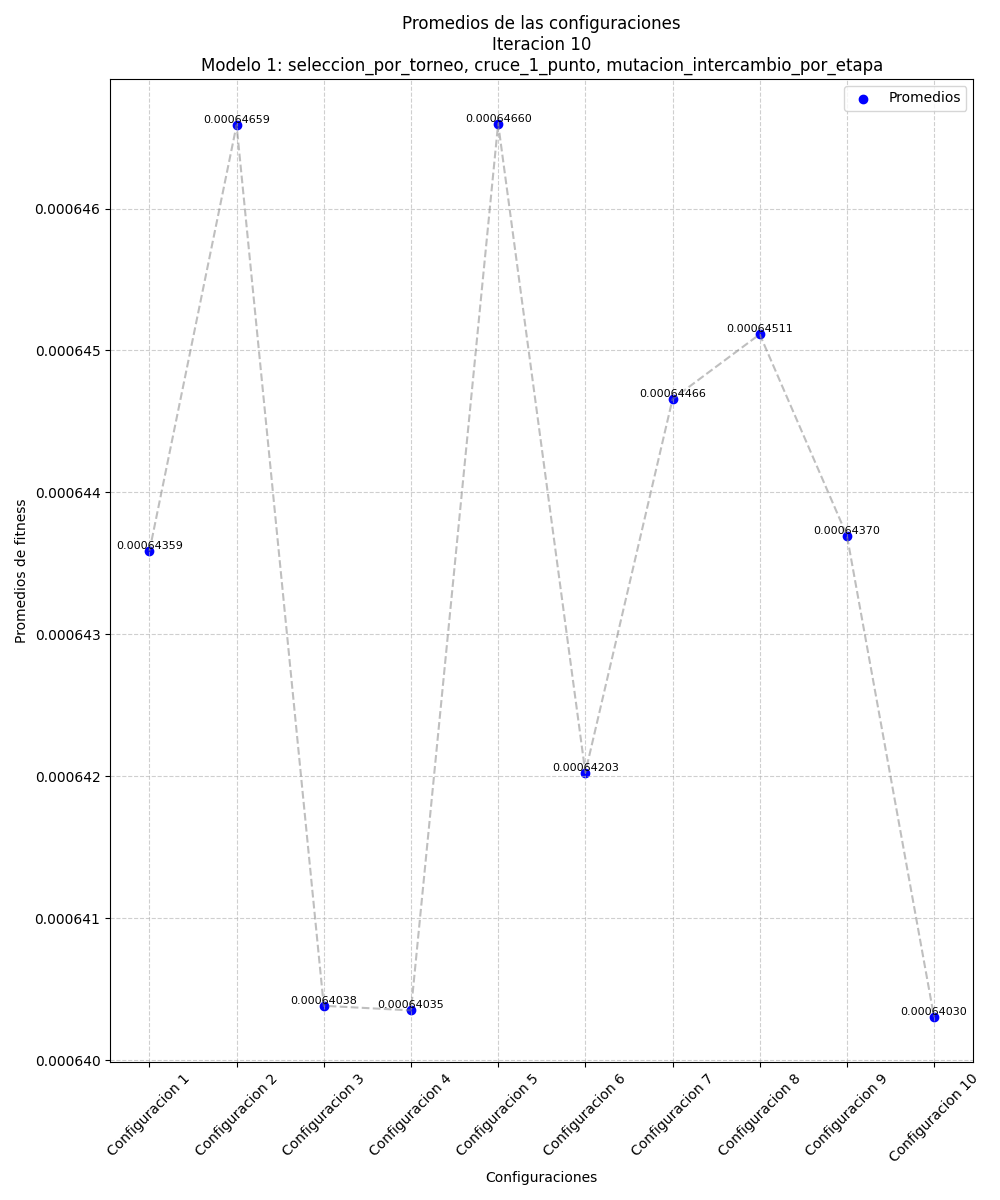 Promedios de las configuraciones
Iteracion 10
Modelo 1: seleccion_por_torneo, cruce_1_punto, mutacion_intercambio_por_etapa
Promedios
0.00064659
0.00064660
0.000646
0.00064511
0.000645
0.00064466
0.000644
0.00064370
0.00064359
Promedios de fitness
0.000643
0.00064203
0.000642
0.000641
0.00064038
0.00064035
0.00064030
0.000640
Configuracion 1
Configuracion 2
Configuracion 3
Configuracion 4
Configuracion 5
Configuracion 6
Configuracion 7
Configuracion 8
Configuracion 9
Configuracion 10
Configuraciones